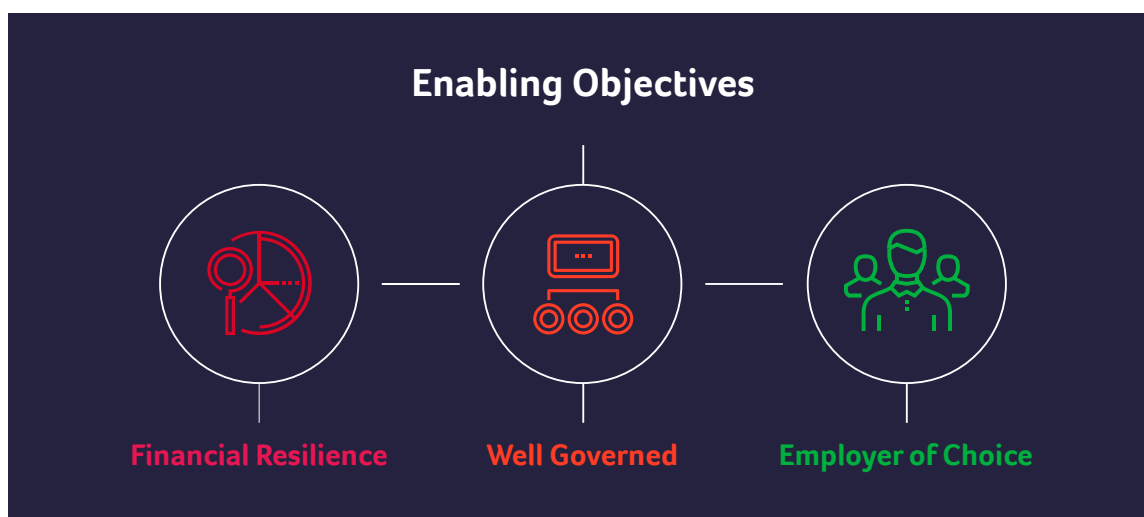 Enabling Objectives
Financial Resilience
Well Governed
Employer of Choice